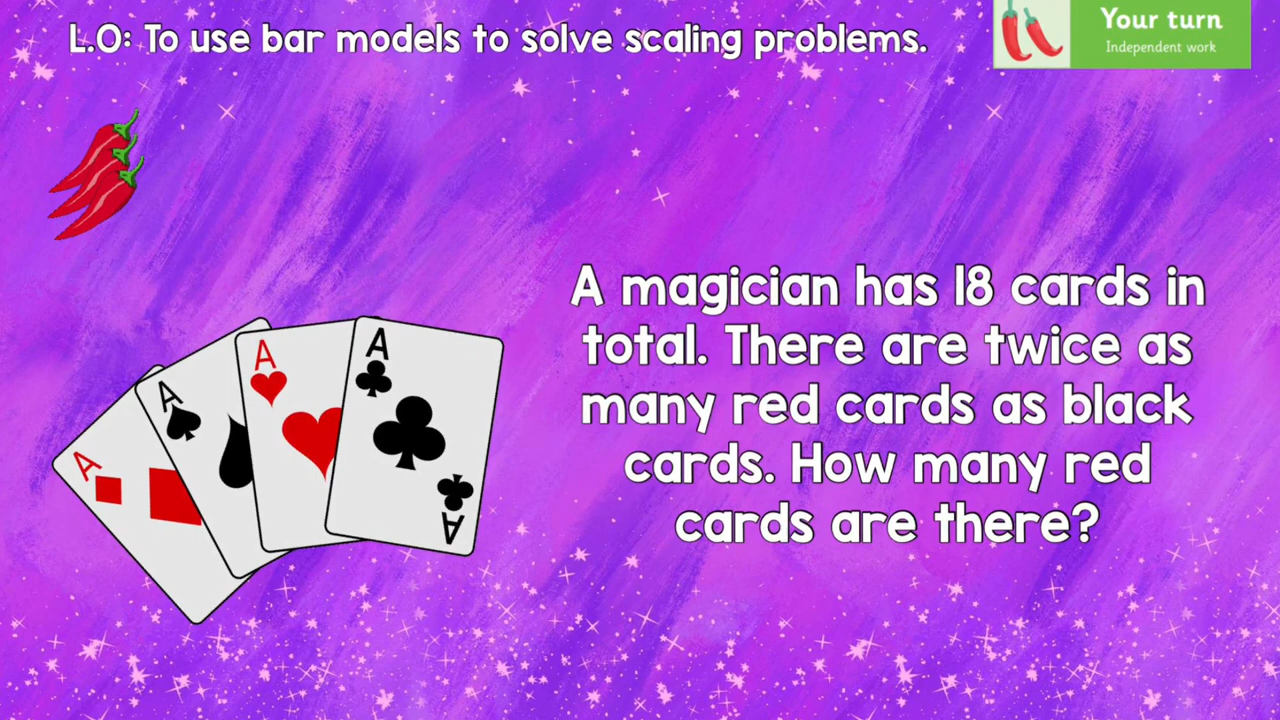 L.O: To use bar models to solve scaling problems.
Your turn
Independent work
A magician has 18 cards in
total. There are twice as
many red cards as black
cards. How many red
cards are there?
A
A
A
A
A